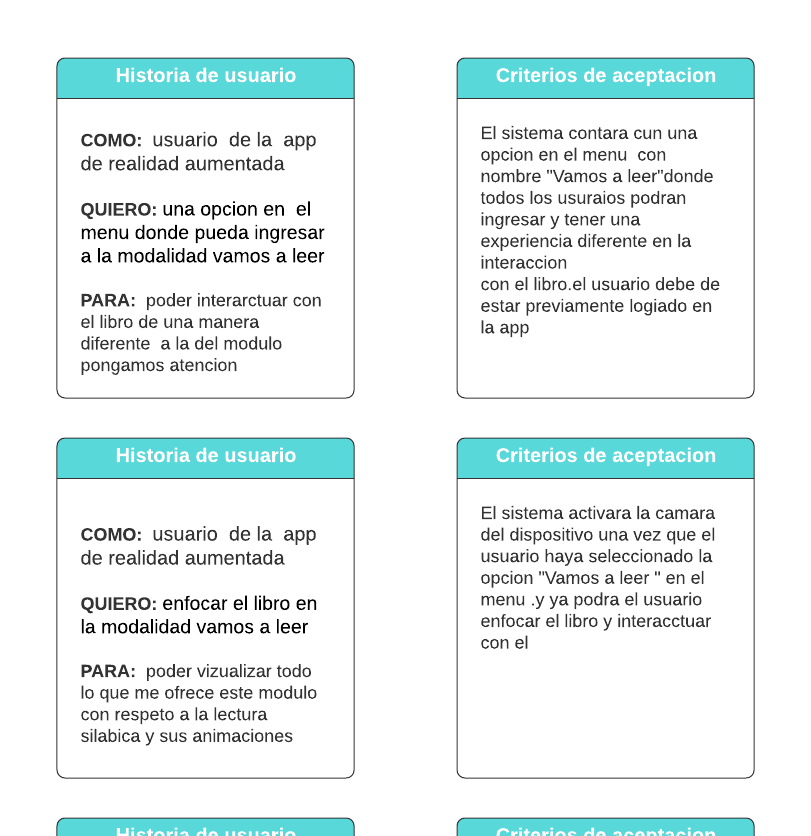 Historia de usuario
COMO: usuario de la app
de realidad aumentada
QUIERO: una opcion en el
menu donde pueda ingresar
a la modalidad vamos a leer
PARA: poder interarctuar con
el libro de una manera
diferente a la del modulo
pongamos atencion
Criterios de aceptacion
El sistema contara cun una
opcion en el menu con
nombre "Vamos a leer"donde
todos los usuraios podran
ingresar y tener una
experiencia diferente en la
interaccion
con el libro.el usuario debe de
estar previamente logiado en
la app
Historia de usuario
COMO: usuario de la app
de realidad aumentada
QUIERO: enfocar el libro en
la modalidad vamos a leer
PARA: poder vizualizar todo
lo que me ofrece este modulo
con respeto a la lectura
silabica y sus animaciones
Criterios de aceptacion
El sistema activara la camara
del dispositivo una vez que el
usuario haya seleccionado la
opcion "Vamos a leer " en el
menu .y ya podra el usuario
enfocar el libro y interacctuar
con el
Historia de usuario
Criterios de aceptacion